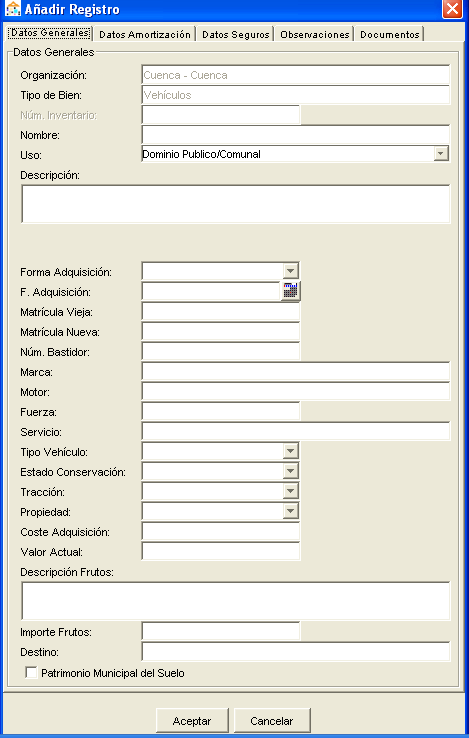 Añadir Registro
Datos Generales Datos Amortización Datos Seguros Observaciones Documentos
Datos Generales
Organización: Cuenca - Cuenca
Tipo de Bien: Vehículos
Núm. Inventario:
Nombre:
Uso: Dominio Publico/Comunal
Descripción:
Forma Adquisición:
F. Adquisición:
Matrícula Vieja:
Matrícula Nueva:
Núm. Bastidor:
Marca:
Motor:
Fuerza:
Servicio:
Tipo Vehículo:
Estado Conservación:
Tracción:
Propiedad:
Coste Adquisición:
Valor Actual:
Descripción Frutos:
Importe Frutos:
Destino:
Patrimonio Municipal del Suelo
Aceptar Cancelar